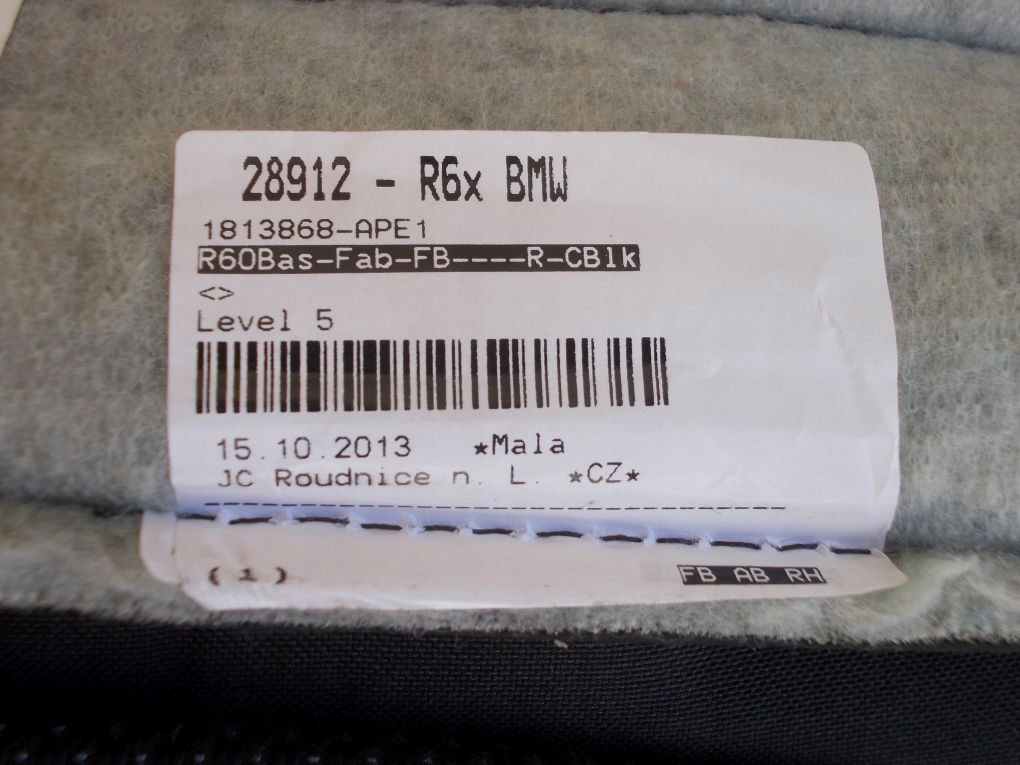 28912 - R6x BMW
1813868-APE1
R60Bas-Fab-FB----R-CBlk
<>
Level 5
15.10.2013 *Mala
JC Roudnice n. L. *CZ*
( 1 )
FB AB RH